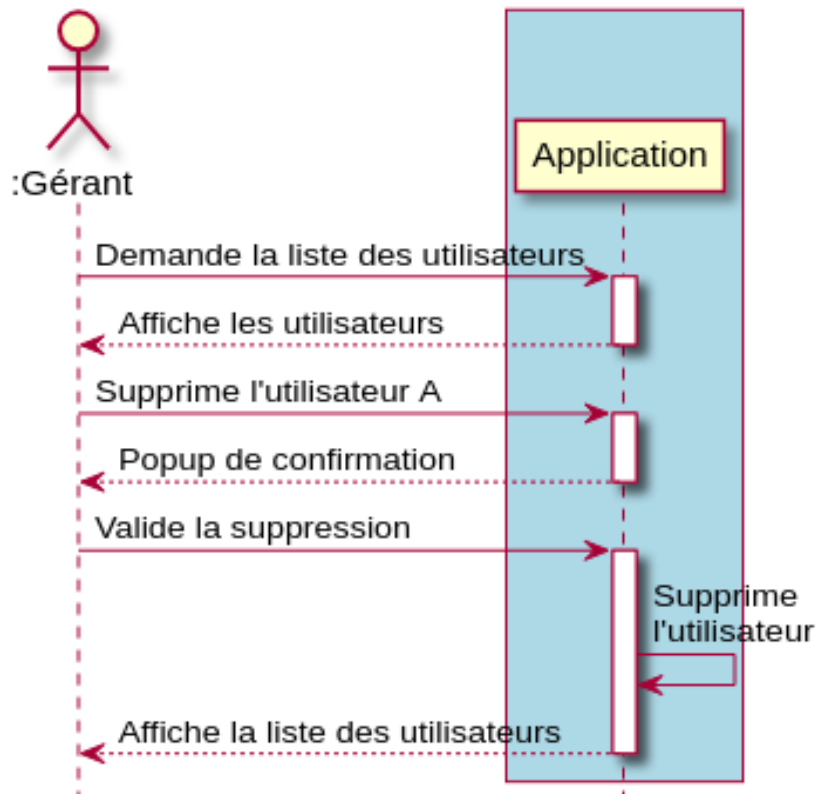 Application
:Gérant
Demande la liste des utilisateurs
Affiche les utilisateurs
Supprime l'utilisateur A
Popup de confirmation
Valide la suppression
Supprime
l'utilisateur
Affiche la liste des utilisateurs